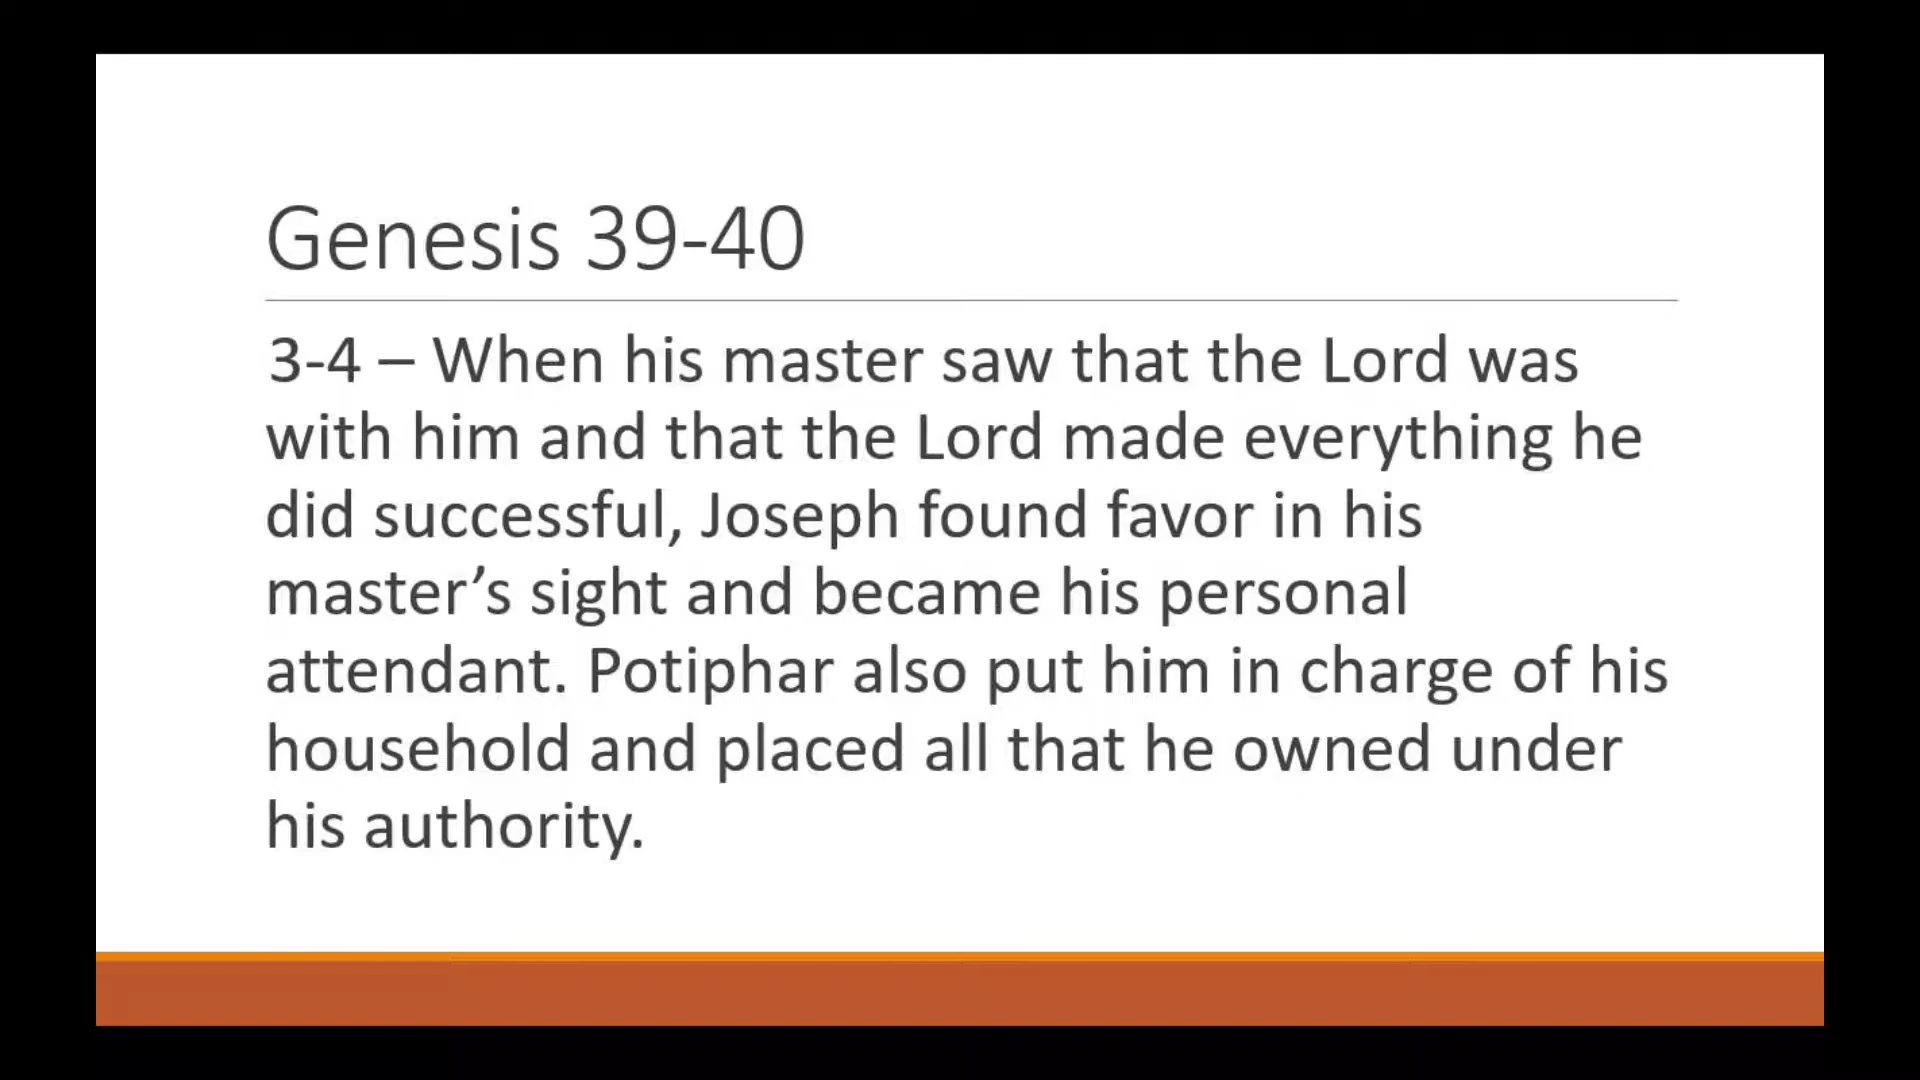 Genesis 39-40
3-4 – When his master saw that the Lord was
with him and that the Lord made everything he
did successful, Joseph found favor in his
master’s sight and became his personal
attendant. Potiphar also put him in charge of his
household and placed all that he owned under
his authority.